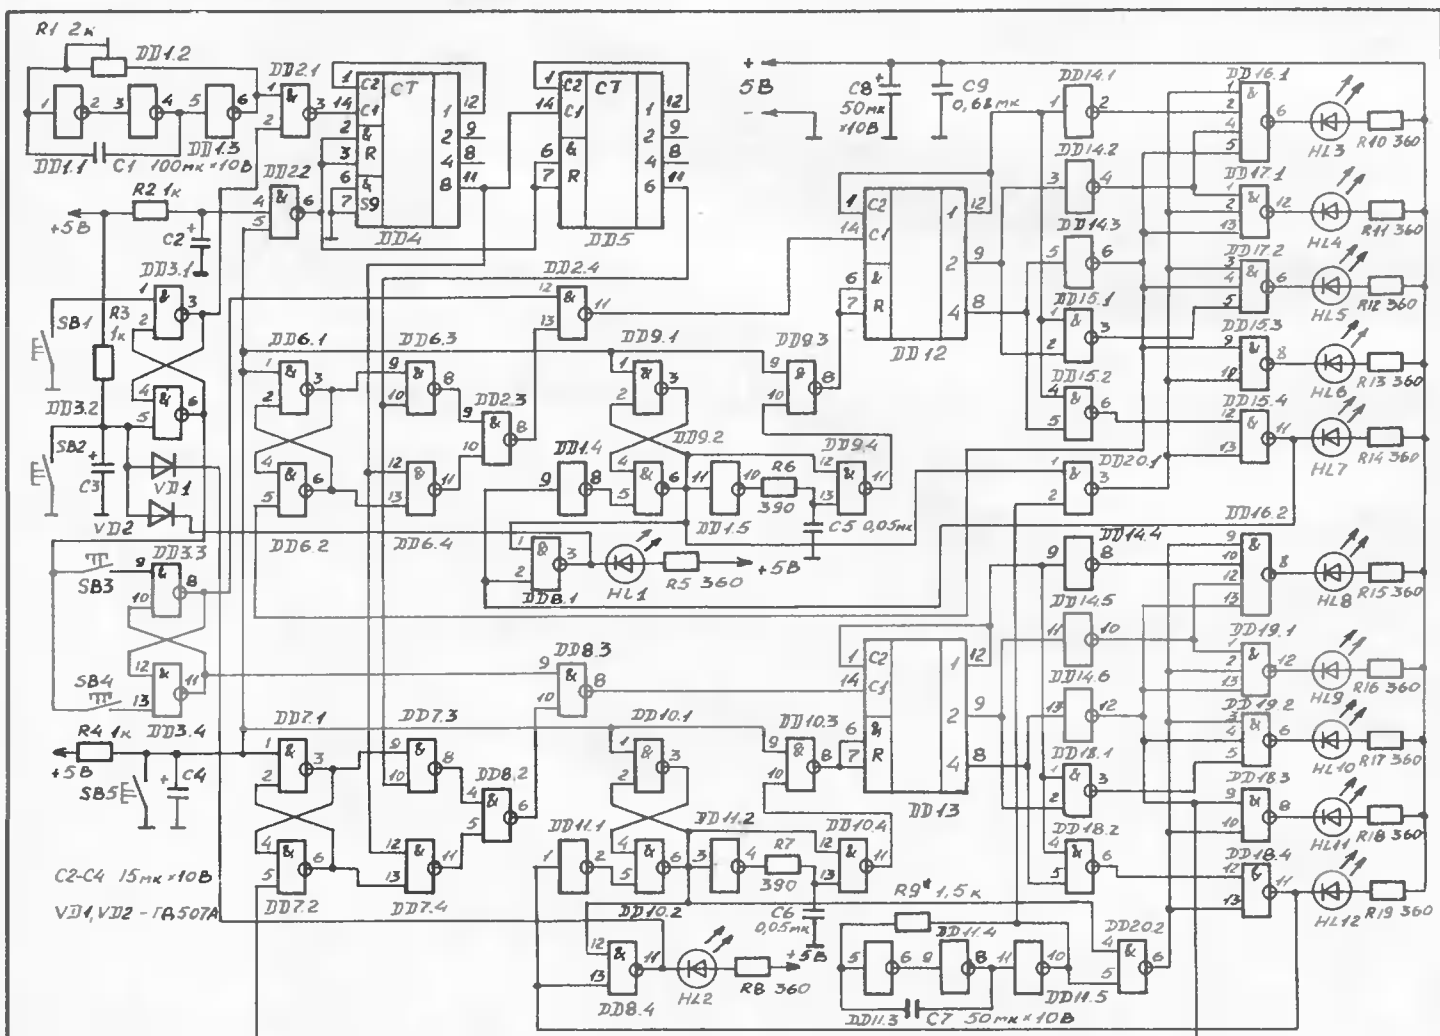 R1 2к
DD1.2
DD2.1
DD1.1
C1 100мк×10В
DD1.3
DD2.2
R2 1к
+5В
C2
CT
C2
C1
&
R
&
S9
DD4
CT
C2
C1
&
R
DD5
+
5В
-
C8
50мк
×10В
C9
0,68мк
DD14.1
DD16.1
HL3
R10 360
DD14.2
DD17.1
HL4
R11 360
DD14.3
DD17.2
HL5
R12 360
DD15.1
DD15.3
HL6
R13 360
DD15.2
DD15.4
HL7
R14 360
DD3.1
SB1
R3
1к
DD3.2
SB2
C3
VD1
VD2
DD2.4
DD6.1
DD6.3
DD9.1
DD9.3
DD12
DD2.3
DD1.4
DD9.2
DD9.4
DD20.1
R6
390
DD1.5
C5 0,05мк
DD6.2
DD6.4
DD8.1
HL1
R5 360
+5В
DD16.2
DD14.4
HL8
R15 360
DD3.3
SB3
SB4
DD3.4
DD8.3
DD14.5
DD19.1
HL9
R16 360
DD14.6
DD19.2
HL10
R17 360
R4 1к
+5В
SB5
C4
DD7.1
DD7.3
DD10.1
DD10.3
DD13
DD18.1
DD18.3
HL11
R18 360
DD8.2
DD11.1
DD11.2
DD10.4
DD18.2
DD18.4
HL12
R19 360
C2-C4 15мк×10В
VD1, VD2 - ГД507А
DD7.2
DD7.4
DD10.2
R7
390
C6
0,05мк
R9* 1,5к
DD11.4
DD20.2
DD8.4
HL2
R8 360
+5В
DD11.3
C7 50мк×10В
DD11.5